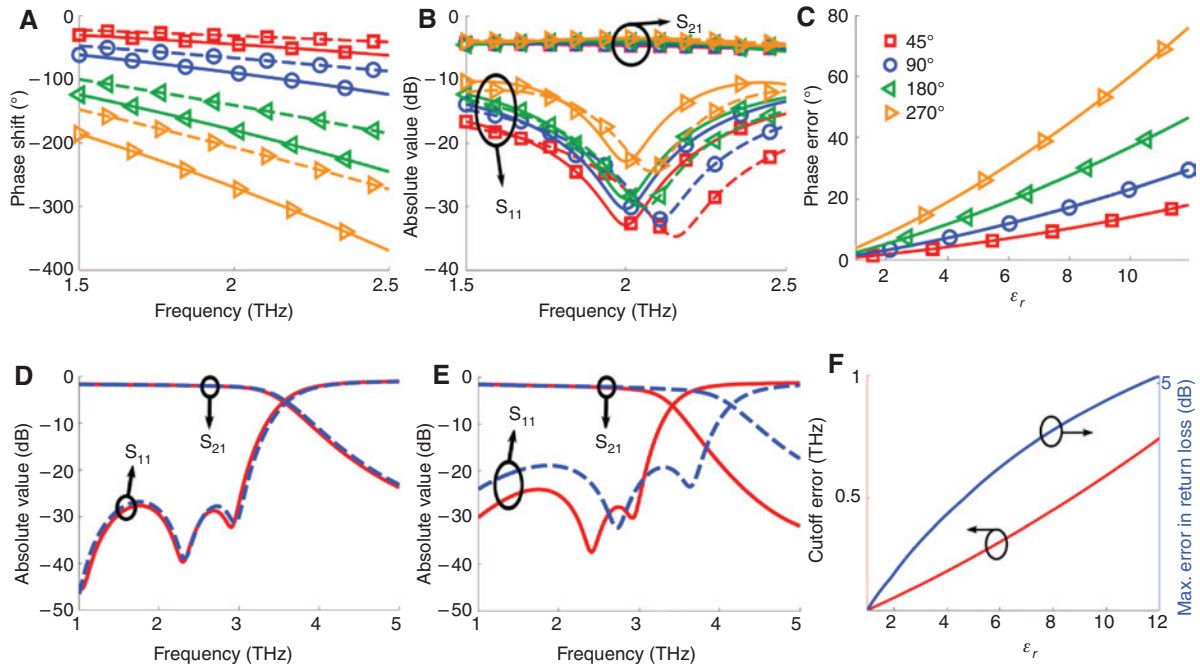 A
0
−100
−200
−300
−400
Phase shift (°)
1.5
2
2.5
Frequency (THz)
B
0
−10
−20
−30
−40
Absolute value (dB)
S21
S11
1.5
2
2.5
Frequency (THz)
C
80
60
40
20
0
Phase error (°)
45°
90°
180°
270°
2
4
6
8
10
εr
D
0
−10
−20
−30
−40
−50
Absolute value (dB)
S11
S21
1
2
3
4
5
Frequency (THz)
E
0
−10
−20
−30
−40
−50
Absolute value (dB)
S11
S21
1
2
3
4
5
Frequency (THz)
F
1
0.5
Cutoff error (THz)
5
Max. error in return loss (dB)
2
4
6
8
10
12
εr